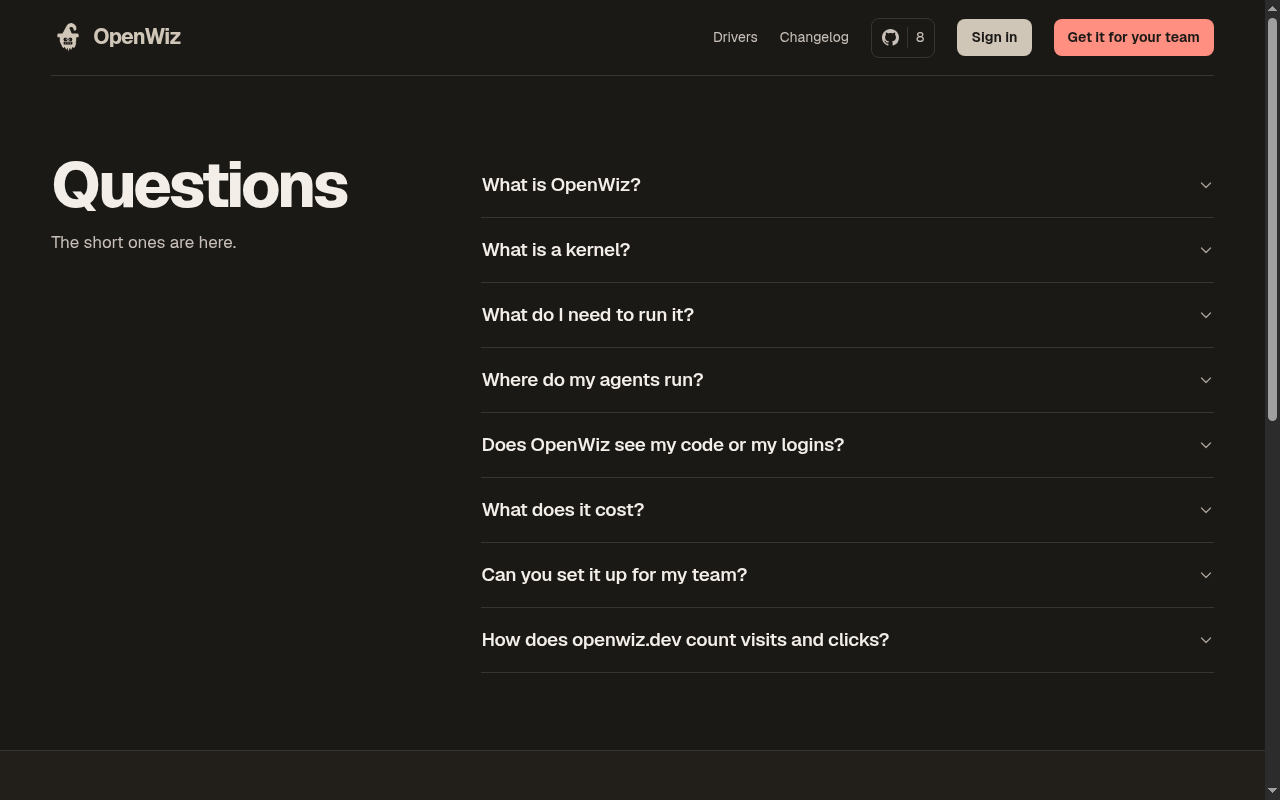 OpenWiz
Drivers
Changelog
8
Sign in
Get it for your team
Questions
The short ones are here.
What is OpenWiz?
What is a kernel?
What do I need to run it?
Where do my agents run?
Does OpenWiz see my code or my logins?
What does it cost?
Can you set it up for my team?
How does openwiz.dev count visits and clicks?